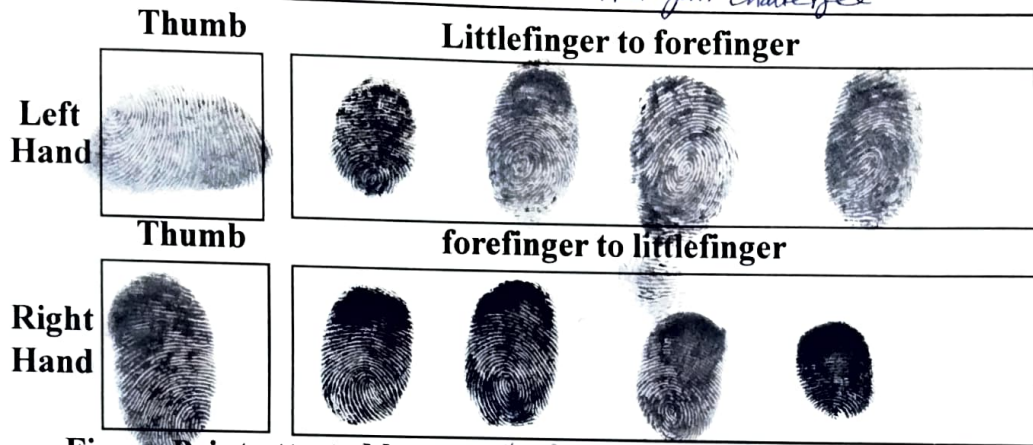 Thumb
Littlefinger to forefinger
Left
Hand
Thumb
forefinger to littlefinger
Right
Hand